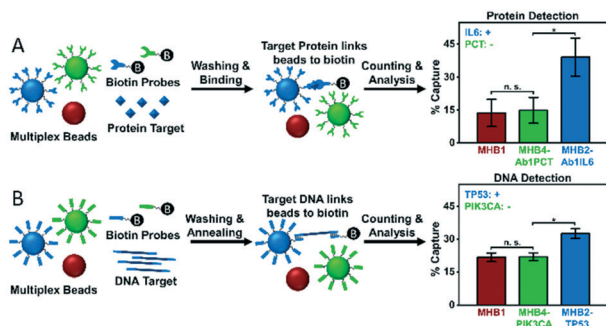 A
Multiplex Beads
Biotin Probes
B
B
Protein Target
Washing &
Binding
Target Protein links
beads to biotin
B
Counting &
Analysis
Protein Detection
IL6: +
PCT: -
n. s.
*
% Capture
45
30
15
0
MHB1
MHB4-
Ab1PCT
MHB2-
Ab1IL6
B
Multiplex Beads
Biotin Probes
B
B
DNA Target
Washing &
Annealing
Target DNA links
beads to biotin
B
Counting &
Analysis
DNA Detection
TP53: +
PIK3CA: -
n. s.
*
% Capture
45
30
15
0
MHB1
MHB4-
PIK3CA
MHB2-
TP53